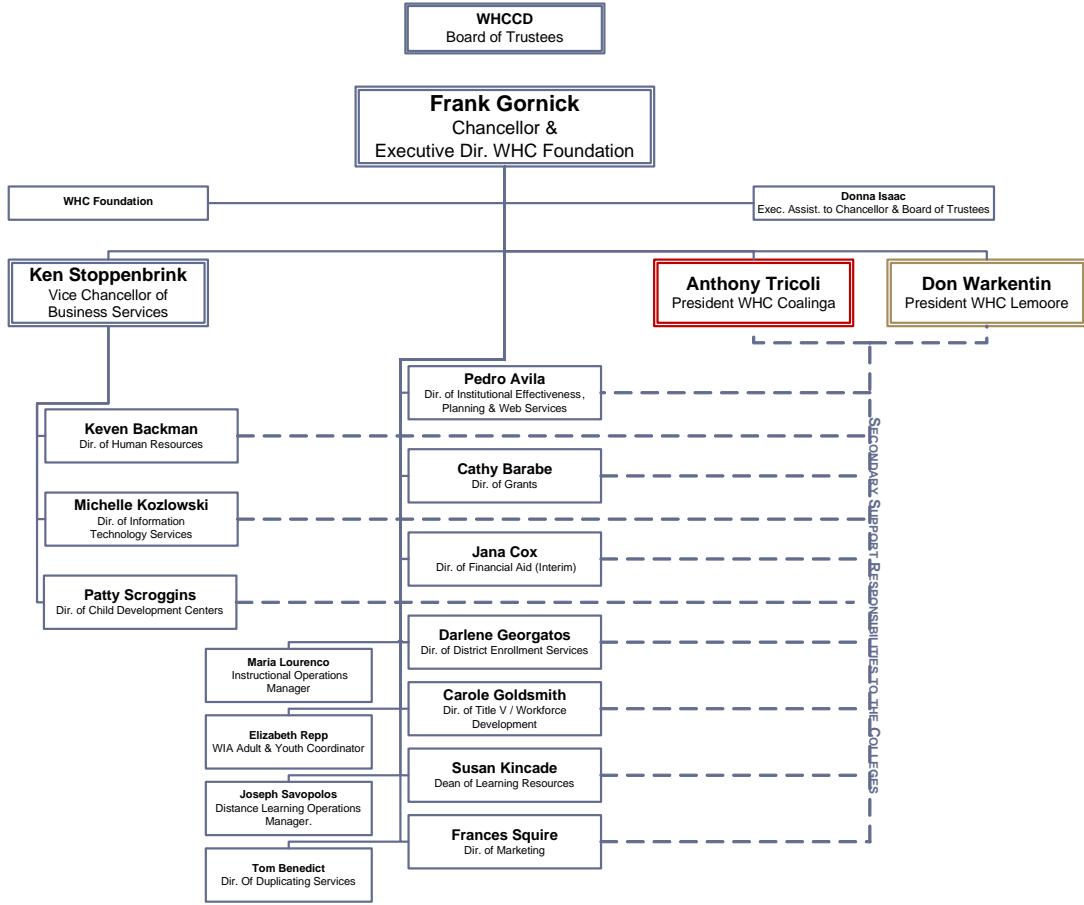 WHCCD
Board of Trustees
Frank Gornick
Chancellor &
Executive Dir. WHC Foundation
WHC Foundation
Donna Isaac
Exec. Assist. to Chancellor & Board of Trustees
Ken Stoppenbrink
Vice Chancellor of
Business Services
Anthony Tricoli
President WHC Coalinga
Don Warkentin
President WHC Lemoore
Pedro Avila
Dir. of Institutional Effectiveness,
Planning & Web Services
Keven Backman
Dir. of Human Resources
Cathy Barabe
Dir. of Grants
Michelle Kozlowski
Dir. of Information
Technology Services
Jana Cox
Dir. of Financial Aid (Interim)
Patty Scroggins
Dir. of Child Development Centers
Darlene Georgatos
Dir. of District Enrollment Services
Maria Lourenco
Instructional Operations
Manager
Carole Goldsmith
Dir. of Title V / Workforce
Development
Elizabeth Repp
WIA Adult & Youth Coordinator
Susan Kincade
Dean of Learning Resources
Joseph Savopolos
Distance Learning Operations
Manager.
Frances Squire
Dir. of Marketing
Tom Benedict
Dir. Of Duplicating Services
SECONDARY SUPPORT RESPONSIBILITIES TO THE COLLEGES